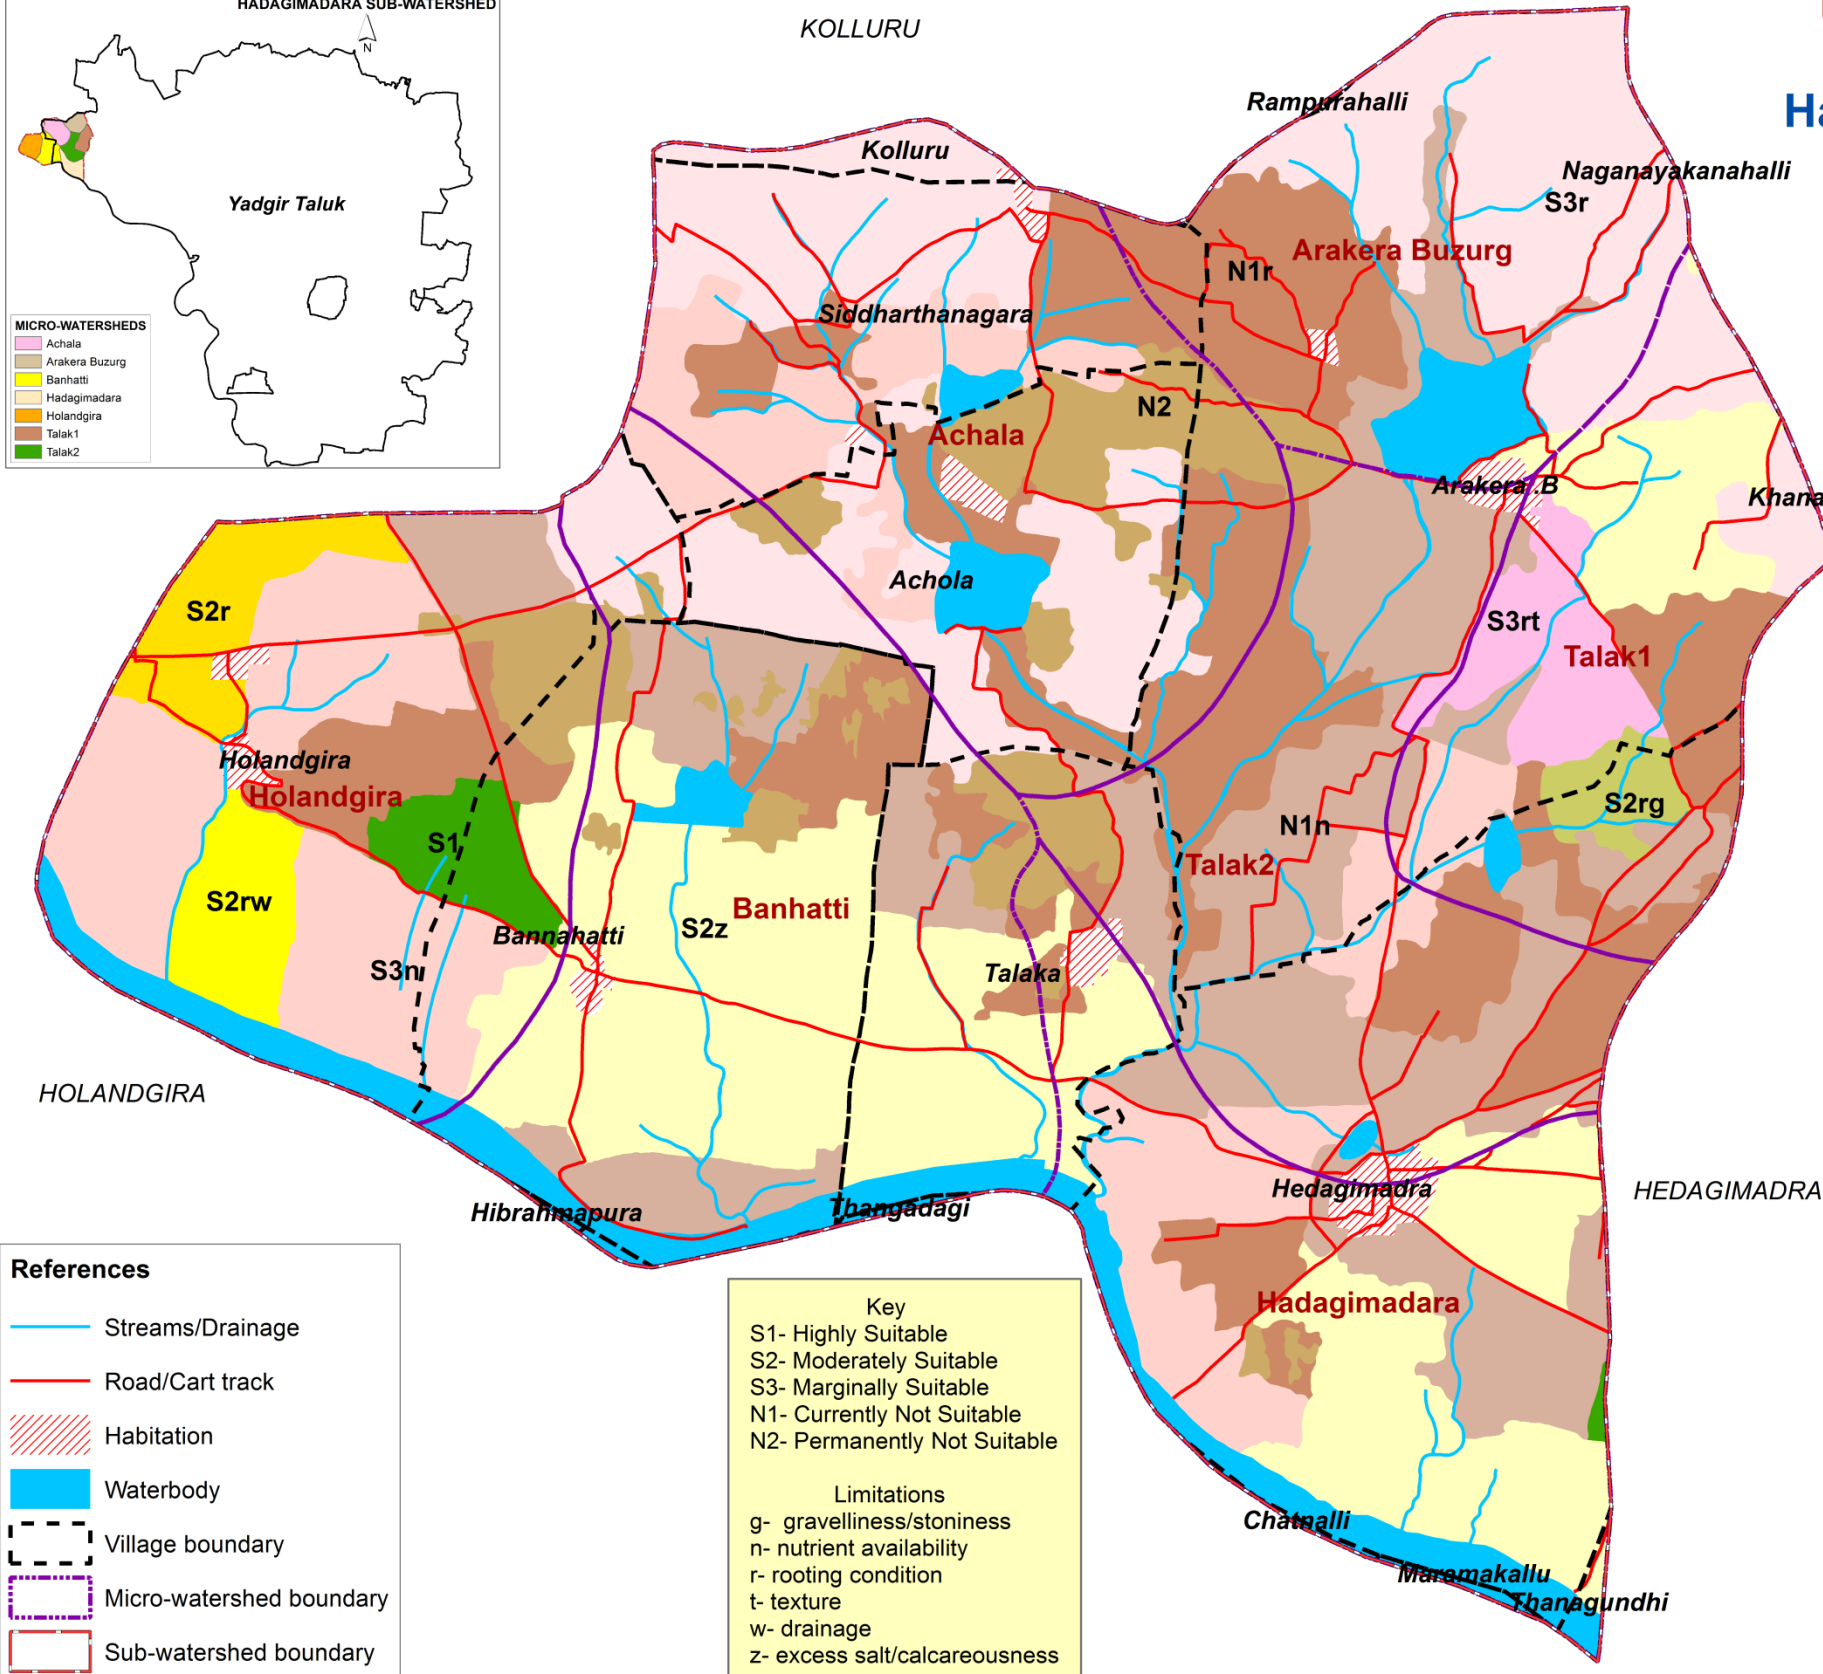 HADAGIMADARA SUB-WATERSHED
N
Yadgir Taluk
MICRO-WATERSHEDS
Achala
Arakera Buzurg
Banhatti
Hadagimadara
Holandgira
Talak1
Talak2
KOLLURU
Ha
Rampurahalli
Kolluru
Naganayakanahalli
S3r
Arakera Buzurg
N1r
Siddharthanagara
N2
Achala
Arakera .B
Khana
Achola
S2r
S3rt
Talak1
Holandgira
Holandgira
S2rg
N1n
S1
Talak2
S2rw
Banhatti
S2z
Bannahatti
S3n
Talaka
HOLANDGIRA
Hedagimadra
HEDAGIMADRA
Hibrahmapura
Thangadagi
Hadagimadara
Chatnalli
Maramakallu
Thanagundhi
References
Streams/Drainage
Road/Cart track
Habitation
Waterbody
Village boundary
Micro-watershed boundary
Sub-watershed boundary
Key
S1- Highly Suitable
S2- Moderately Suitable
S3- Marginally Suitable
N1- Currently Not Suitable
N2- Permanently Not Suitable
Limitations
g- gravelliness/stoniness
n- nutrient availability
r- rooting condition
t- texture
w- drainage
z- excess salt/calcareousness